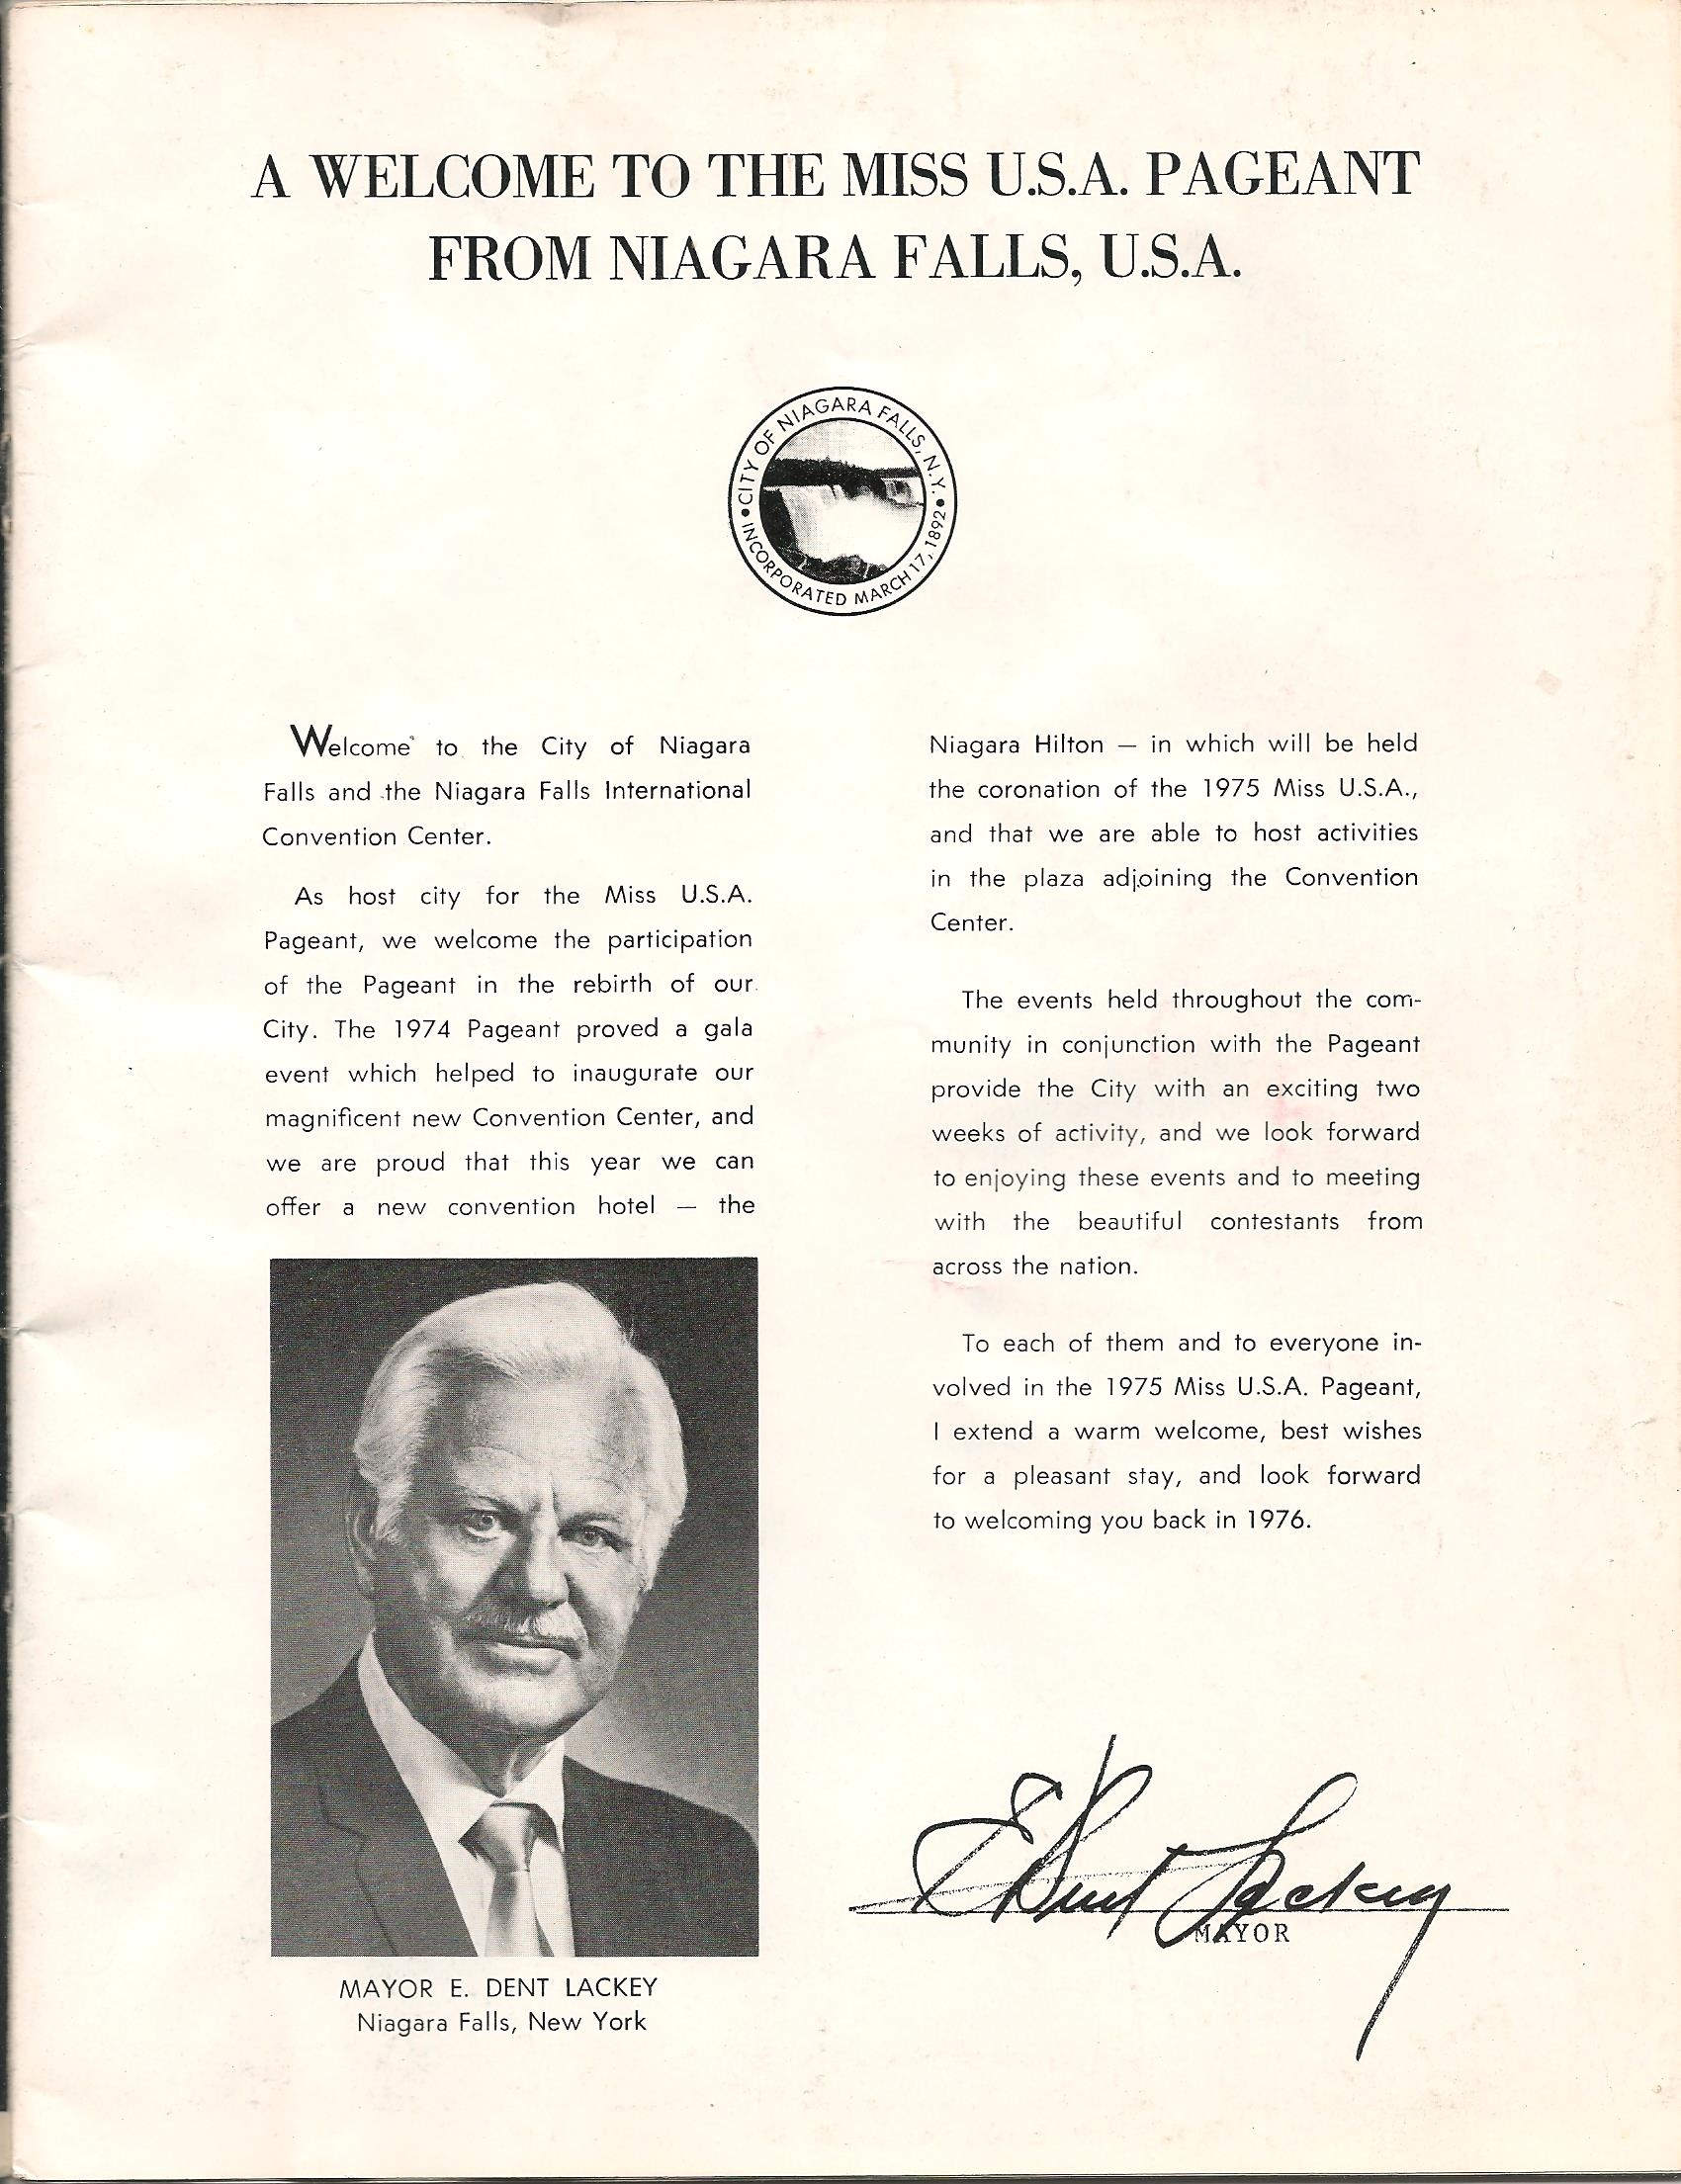 A WELCOME TO THE MISS U.S.A. PAGEANT
FROM NIAGARA FALLS, U.S.A.
• CITY OF NIAGARA FALLS, N.Y. •
INCORPORATED MARCH 17, 1892
Welcome to the City of Niagara
Falls and the Niagara Falls International
Convention Center.
As host city for the Miss U.S.A.
Pageant, we welcome the participation
of the Pageant in the rebirth of our
City. The 1974 Pageant proved a gala
event which helped to inaugurate our
magnificent new Convention Center, and
we are proud that this year we can
offer a new convention hotel — the
Niagara Hilton — in which will be held
the coronation of the 1975 Miss U.S.A.,
and that we are able to host activities
in the plaza adjoining the Convention
Center.
The events held throughout the com-
munity in conjunction with the Pageant
provide the City with an exciting two
weeks of activity, and we look forward
to enjoying these events and to meeting
with the beautiful contestants from
across the nation.
To each of them and to everyone in-
volved in the 1975 Miss U.S.A. Pageant,
I extend a warm welcome, best wishes
for a pleasant stay, and look forward
to welcoming you back in 1976.
E Dent Lackey
MAYOR
MAYOR E. DENT LACKEY
Niagara Falls, New York